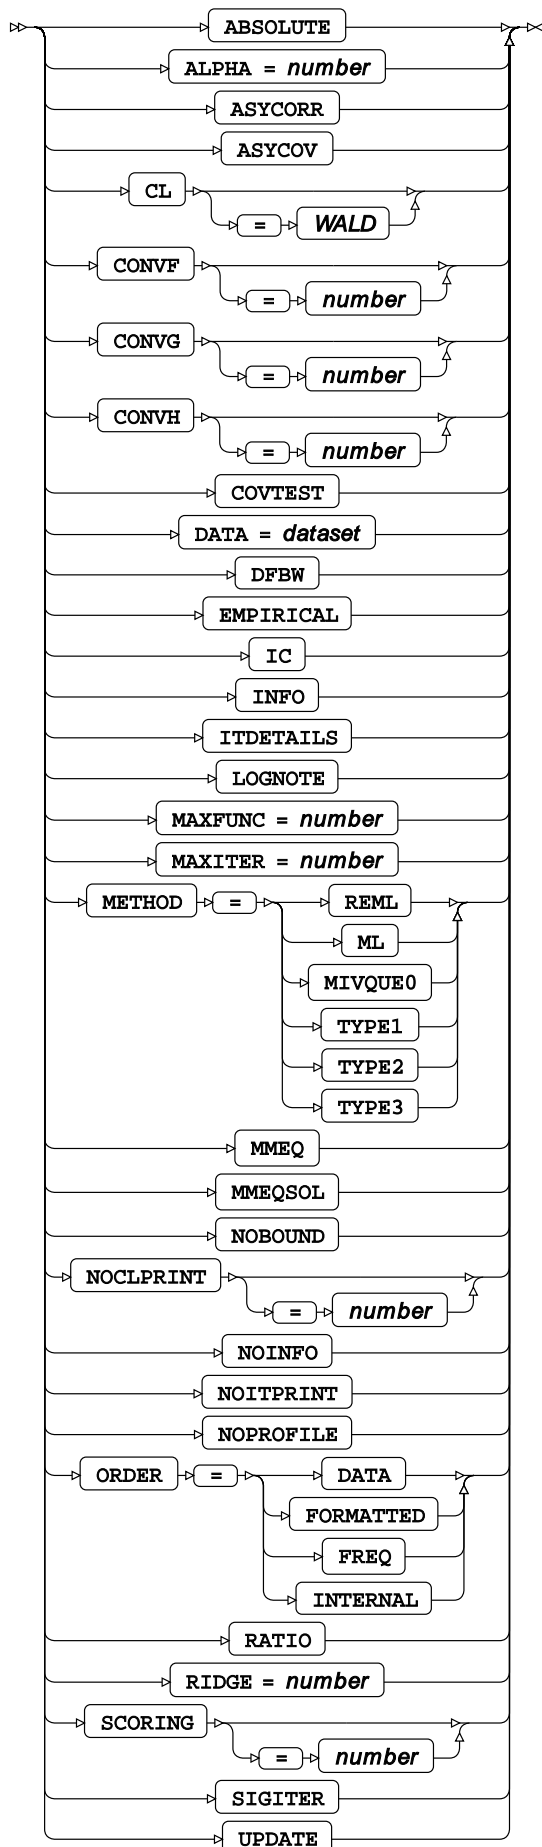 ABSOLUTE
ALPHA = number
ASYCORR
ASYCOV
CL
= WALD
CONVF
= number
CONVG
= number
CONVH
= number
COVTEST
DATA = dataset
DFBW
EMPIRICAL
IC
INFO
ITDETAILS
LOGNOTE
MAXFUNC = number
MAXITER = number
METHOD = REML
ML
MIVQUE0
TYPE1
TYPE2
TYPE3
MMEQ
MMEQSOL
NOBOUND
NOCLPRINT
= number
NOINFO
NOITPRINT
NOPROFILE
ORDER = DATA
FORMATTED
FREQ
INTERNAL
RATIO
RIDGE = number
SCORING
= number
SIGITER
UPDATE